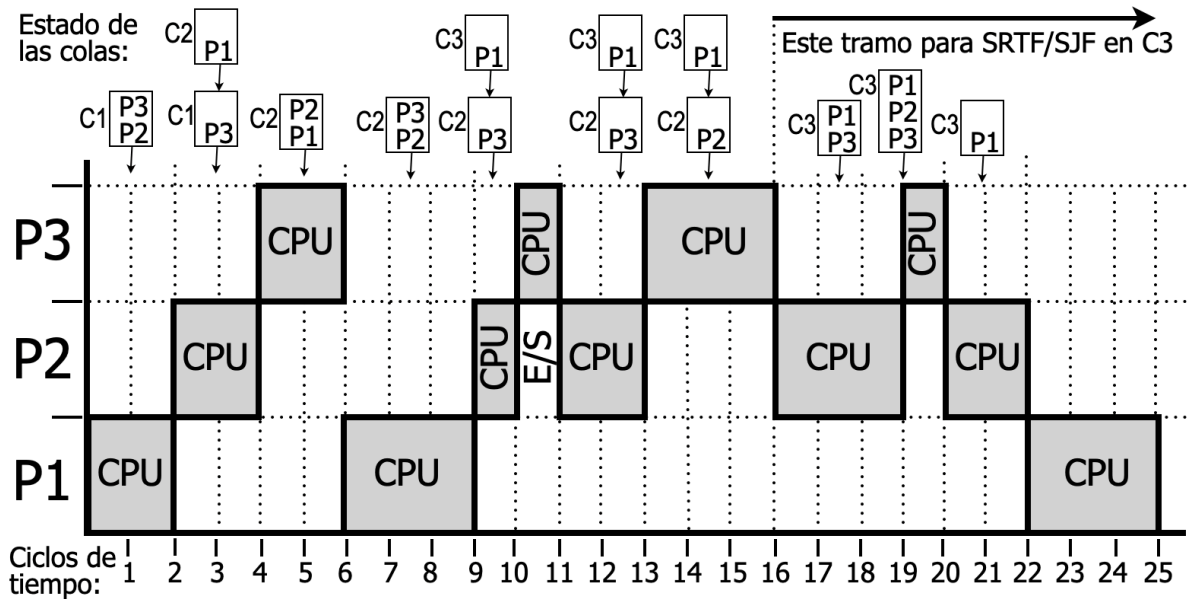 Estado de
las colas:
C2
P1
C3
P1
C3
P1
C3
P1
Este tramo para SRTF/SJF en C3
C1
P3
P2
C1
P3
C2
P2
P1
C2
P3
P2
C2
P3
C2
P3
C2
P2
C3
P1
P3
C3
P1
P2
P3
C3
P1
P3
CPU
CPU
CPU
CPU
P2
CPU
CPU
E/S
CPU
CPU
CPU
P1
CPU
CPU
CPU
Ciclos de
tiempo:
1 2 3 4 5 6 7 8 9 10 11 12 13 14 15 16 17 18 19 20 21 22 23 24 25